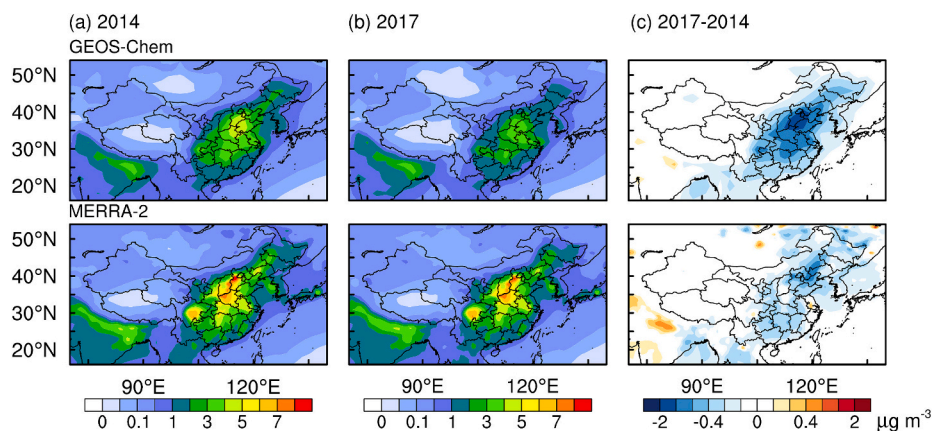 (a) 2014 (b) 2017 (c) 2017-2014
GEOS-Chem
50°N
40°N
30°N
20°N
MERRA-2
50°N
40°N
30°N
20°N
90°E 120°E 90°E 120°E 90°E 120°E
0 0.1 1 3 5 7 0 0.1 1 3 5 7 -2 -0.4 0 0.4 2 μg m⁻³